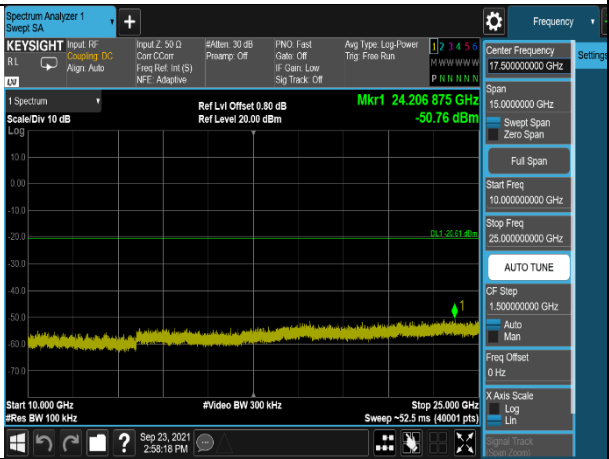 Spectrum Analyzer 1
Swept SA
Frequency
KEYSIGHT
RL
Input: RF
Coupling: DC
Align: Auto
Input Z: 50 Ω
Corr CCorr
Freq Ref: Int (S)
NFE: Adaptive
#Atten: 30 dB
Preamp: Off
PNO: Fast
Gate: Off
IF Gain: Low
Sig Track: Off
Avg Type: Log-Power
Trig: Free Run
1 2 3 4 5 6
M W W W W W
P N N N N N
LW
1 Spectrum
Scale/Div 10 dB
Ref Lvl Offset 0.80 dB
Ref Level 20.00 dBm
Mkr1 24.206 875 GHz
-50.76 dBm
Log
10.0
0.00
-10.0
-20.0
-30.0
-40.0
-50.0
-60.0
-70.0
DL1 -20.61 dBm
1
Start 10.000 GHz
#Res BW 100 kHz
#Video BW 300 kHz
Stop 25.000 GHz
Sweep ~52.5 ms (40001 pts)
?
Sep 23, 2021
2:58:18 PM
Center Frequency
17.500000000 GHz
Settings
Span
15.0000000 GHz
Swept Span
Zero Span
Full Span
Start Freq
10.000000000 GHz
Stop Freq
25.000000000 GHz
AUTO TUNE
CF Step
1.500000000 GHz
Auto
Man
Freq Offset
0 Hz
X Axis Scale
Log
Lin
Signal Track
(Span Zoom)